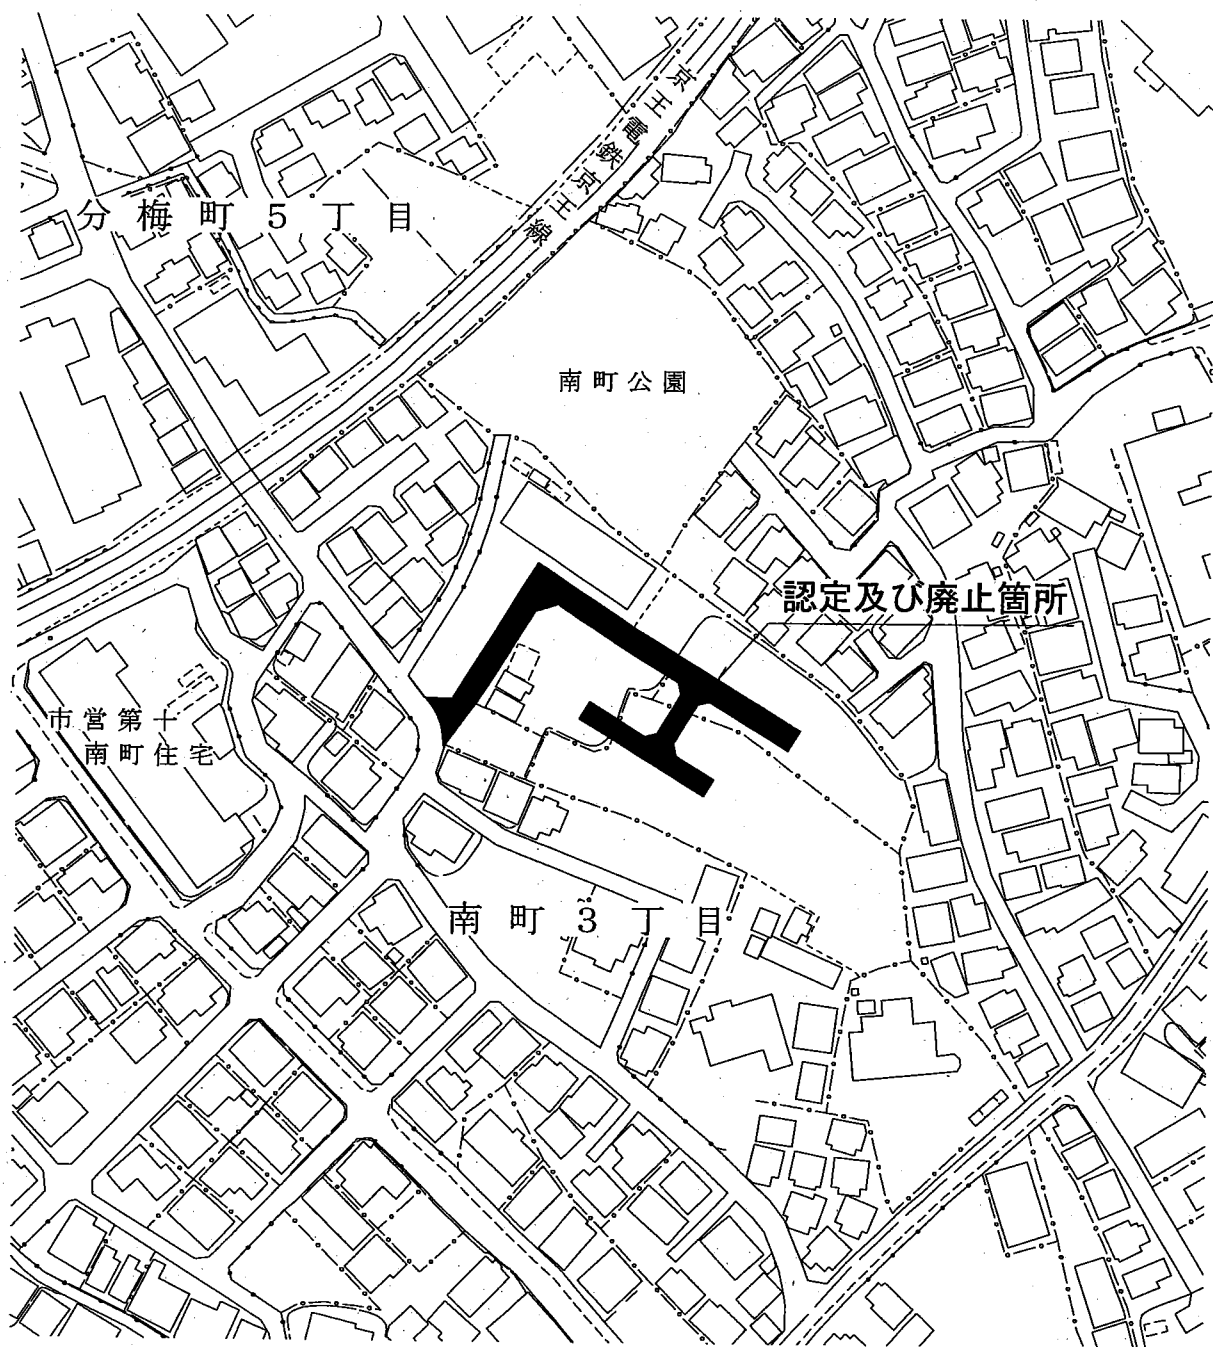 京王電鉄京王線
分梅町5丁目
南町公園
認定及び廃止箇所
市営第十
南町住宅
南町3丁目